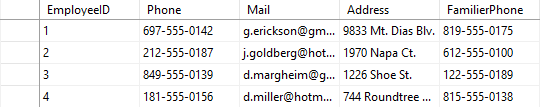 EmployeeID Phone Mail Address FamilierPhone
1 697-555-0142 g.erickson@gm... 9833 Mt. Dias Blv. 819-555-0175
2 212-555-0187 j.goldberg@hot... 1970 Napa Ct. 612-555-0100
3 849-555-0139 d.margheim@g... 1226 Shoe St. 122-555-0189
4 181-555-0156 d.miller@hotm... 744 Roundtree ... 815-555-0138